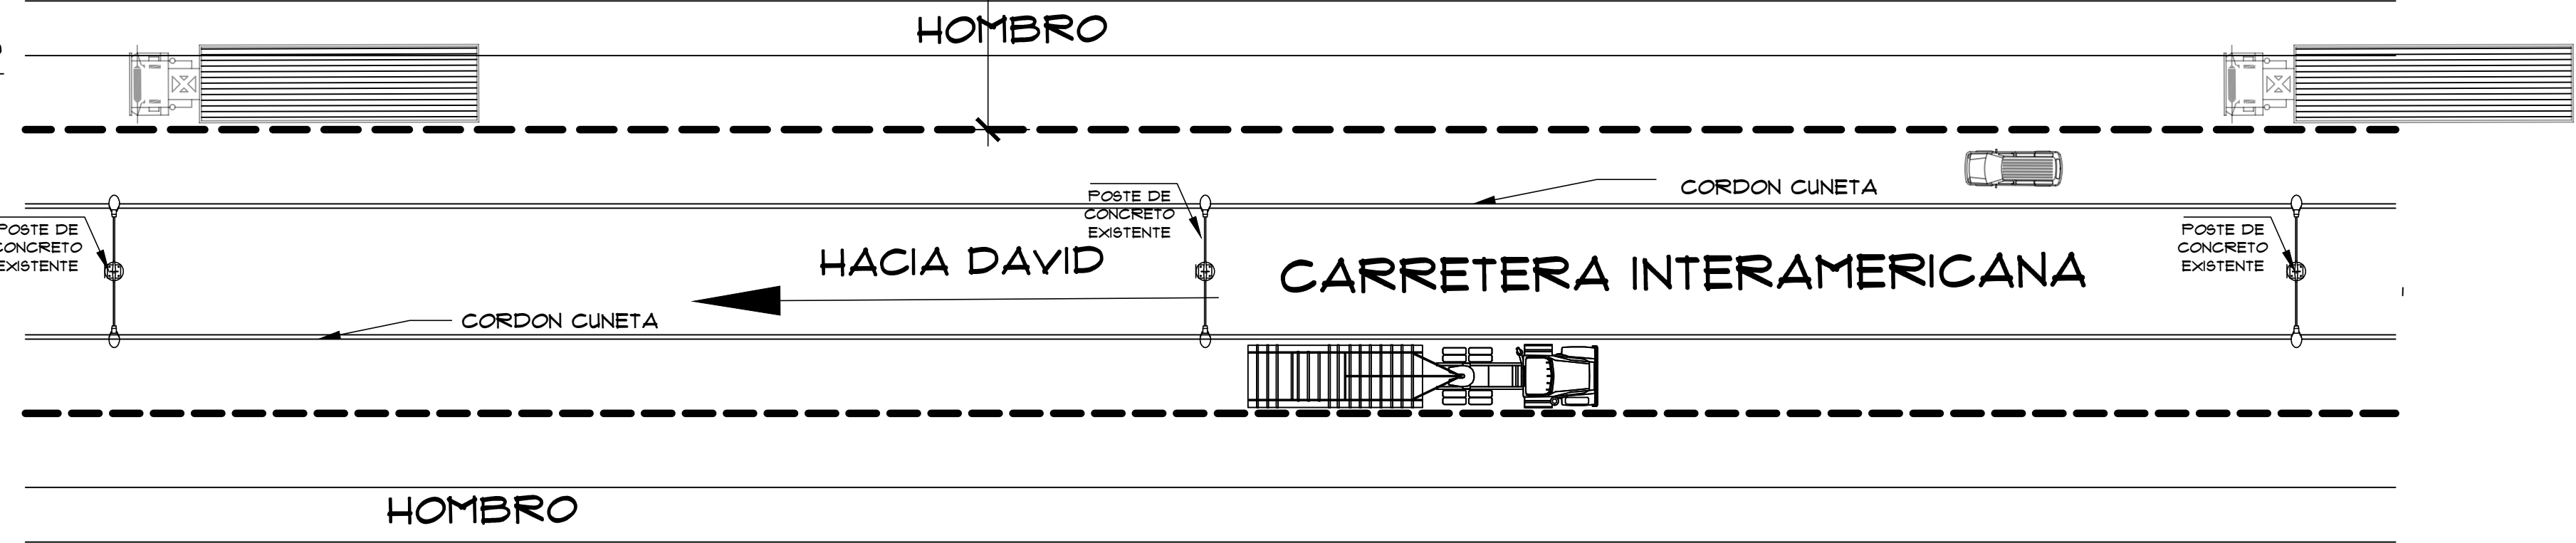 HOMBRO
CORDON CUNETA
POSTE DE
CONCRETO
EXISTENTE
POSTE DE
CONCRETO
EXISTENTE
POSTE DE
CONCRETO
EXISTENTE
HACIA DAVID
CARRETERA INTERAMERICANA
CORDON CUNETA
HOMBRO